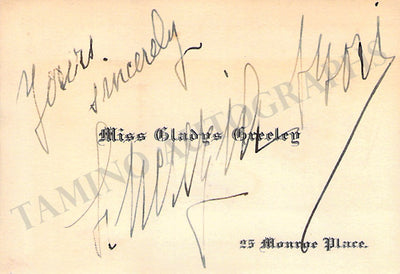 Yours
sincerely
Miss Gladys Greeley
25 Monroe Place.
TAMINO AUTOGRAPHS